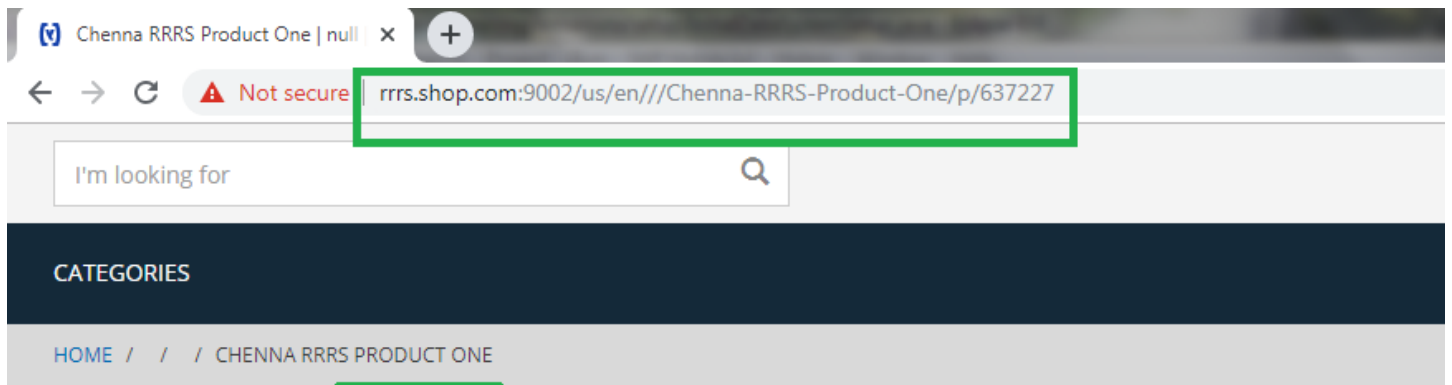 Chenna RRRS Product One | null
Not secure | rrrs.shop.com:9002/us/en///Chenna-RRRS-Product-One/p/637227
I'm looking for
CATEGORIES
HOME / / / CHENNA RRRS PRODUCT ONE